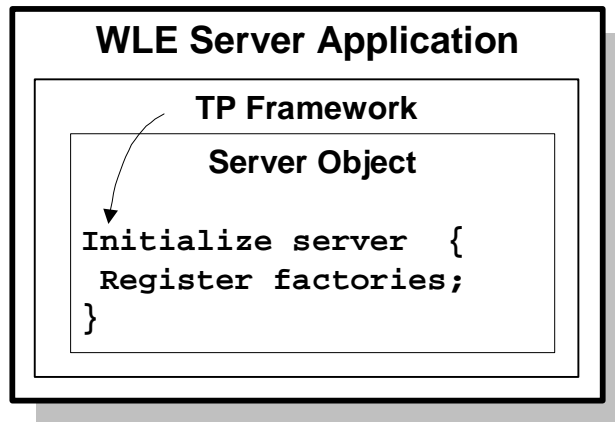 WLE Server Application
TP Framework
Server Object
Initialize server  {
 Register factories;
}